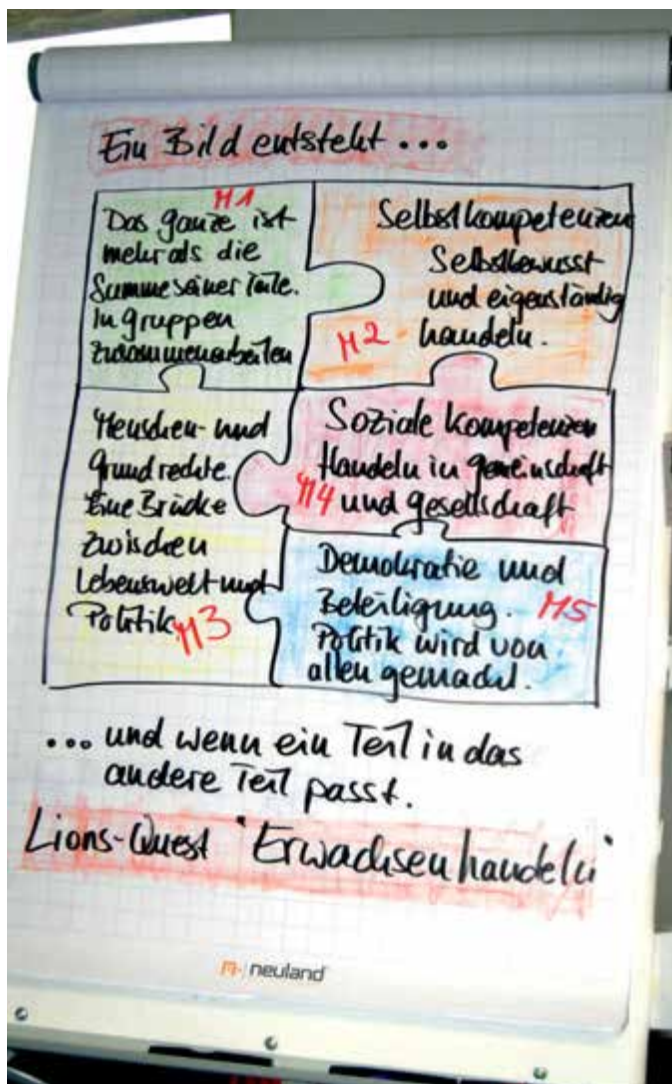 Ein Bild entsteht ...
M1
Das ganze ist
mehr als die
Summe seiner Teile.
In gruppen
zusammenarbeiten
Selbstkompetenzen
Selbstbewusst
und eigenständig
handeln.
M2
Menschen- und
grundrechte.
Eine Brücke
zwischen
Lebenswelt und
Politik
M3
Soziale Kompetenzen
Handeln in gemeinschaft
M4 und gesellschaft
Demokratie und
Beteiligung. M5
Politik wird von
allen gemacht.
... und wenn ein Teil in das
andere Teil passt.
Lions-Quest "Erwachsen handeln"
neuland